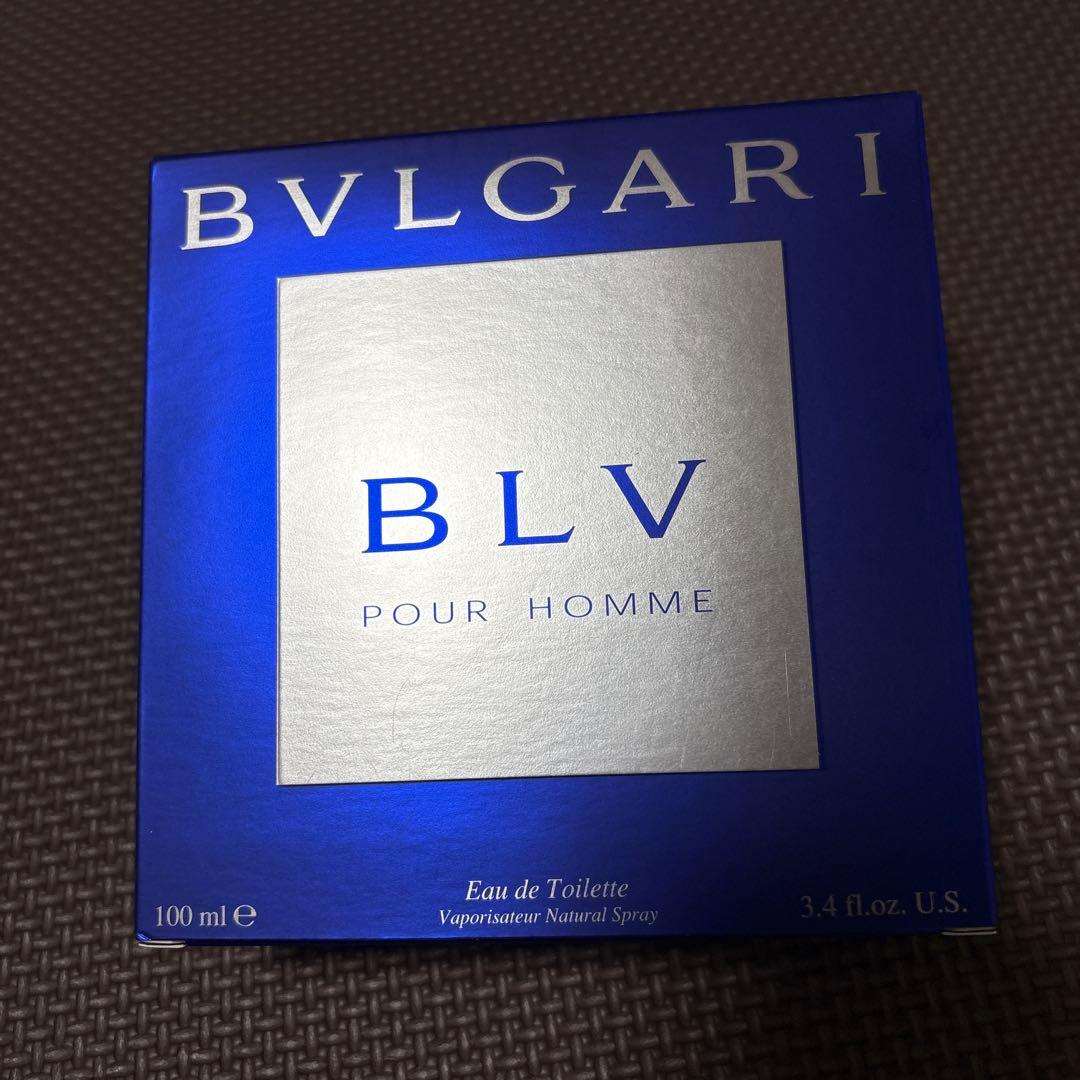 BVLGARI
BLV
POUR HOMME
Eau de Toilette
Vaporisateur Natural Spray
100 ml ℮
3.4 fl.oz. U.S.